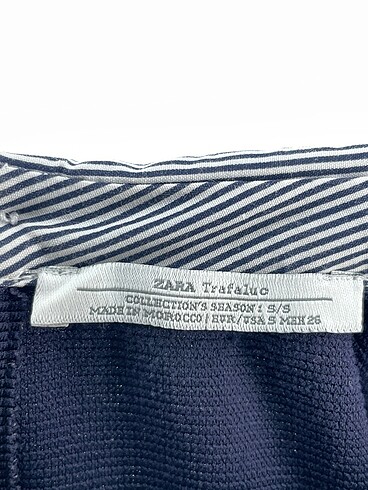 ZARA Trafaluc
COLLECTION'S SEASON: S/S
MADE IN MOROCCO / EUR/USA S MEX 26